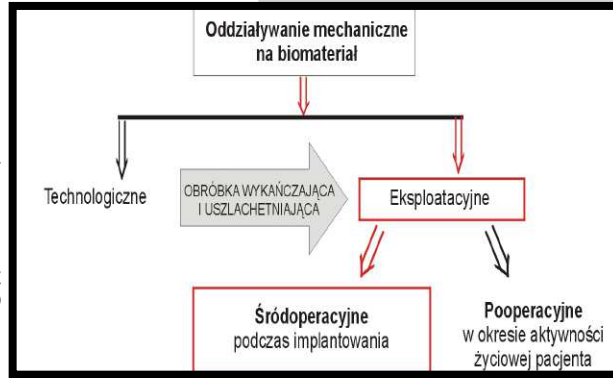 Oddziaływanie mechaniczne
na biomateriał
Technologiczne
OBRÓBKA WYKAŃCZAJĄCA
I USZLACHETNIAJĄCA
Eksploatacyjne
Śródoperacyjne
podczas implantowania
Pooperacyjne
w okresie aktywności
życiowej pacjenta